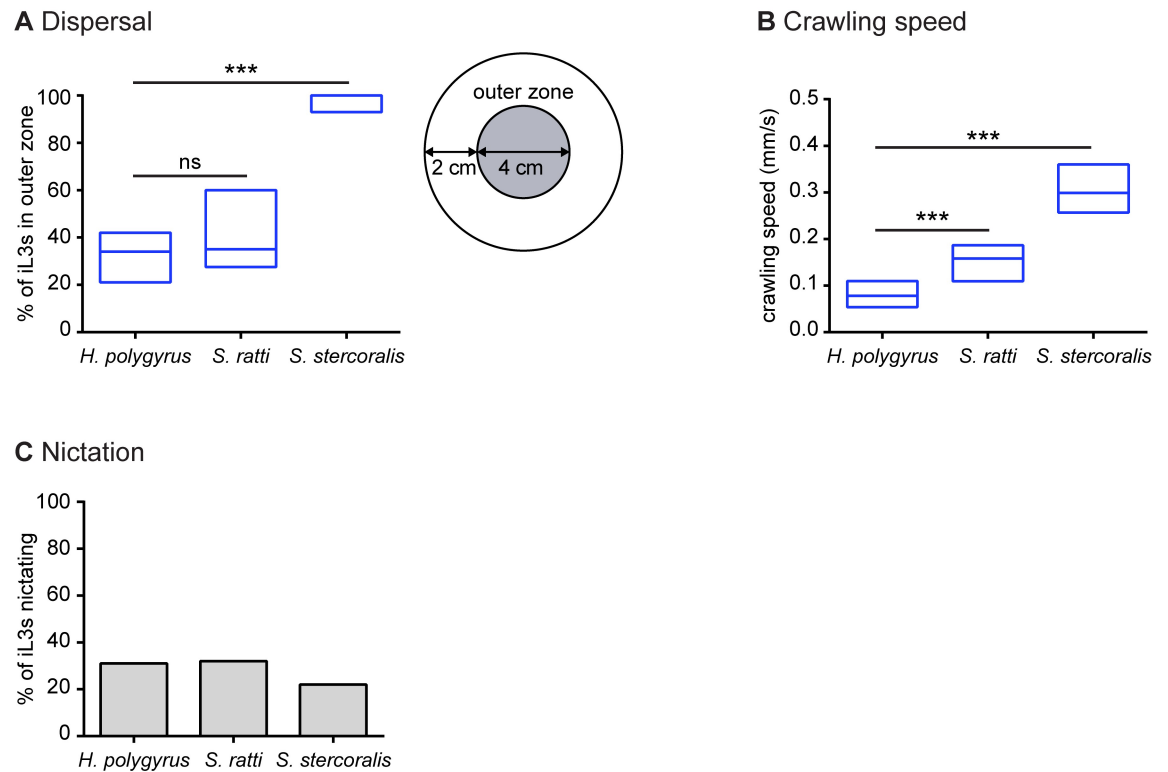 A Dispersal
% of iL3s in outer zone
100
80
60
40
20
0
***
ns
H. polygyrus
S. ratti
S. stercoralis
outer zone
2 cm
4 cm
B Crawling speed
crawling speed (mm/s)
0.5
0.4
0.3
0.2
0.1
0.0
***
***
H. polygyrus
S. ratti
S. stercoralis
C Nictation
% of iL3s nictating
100
80
60
40
20
0
H. polygyrus
S. ratti
S. stercoralis